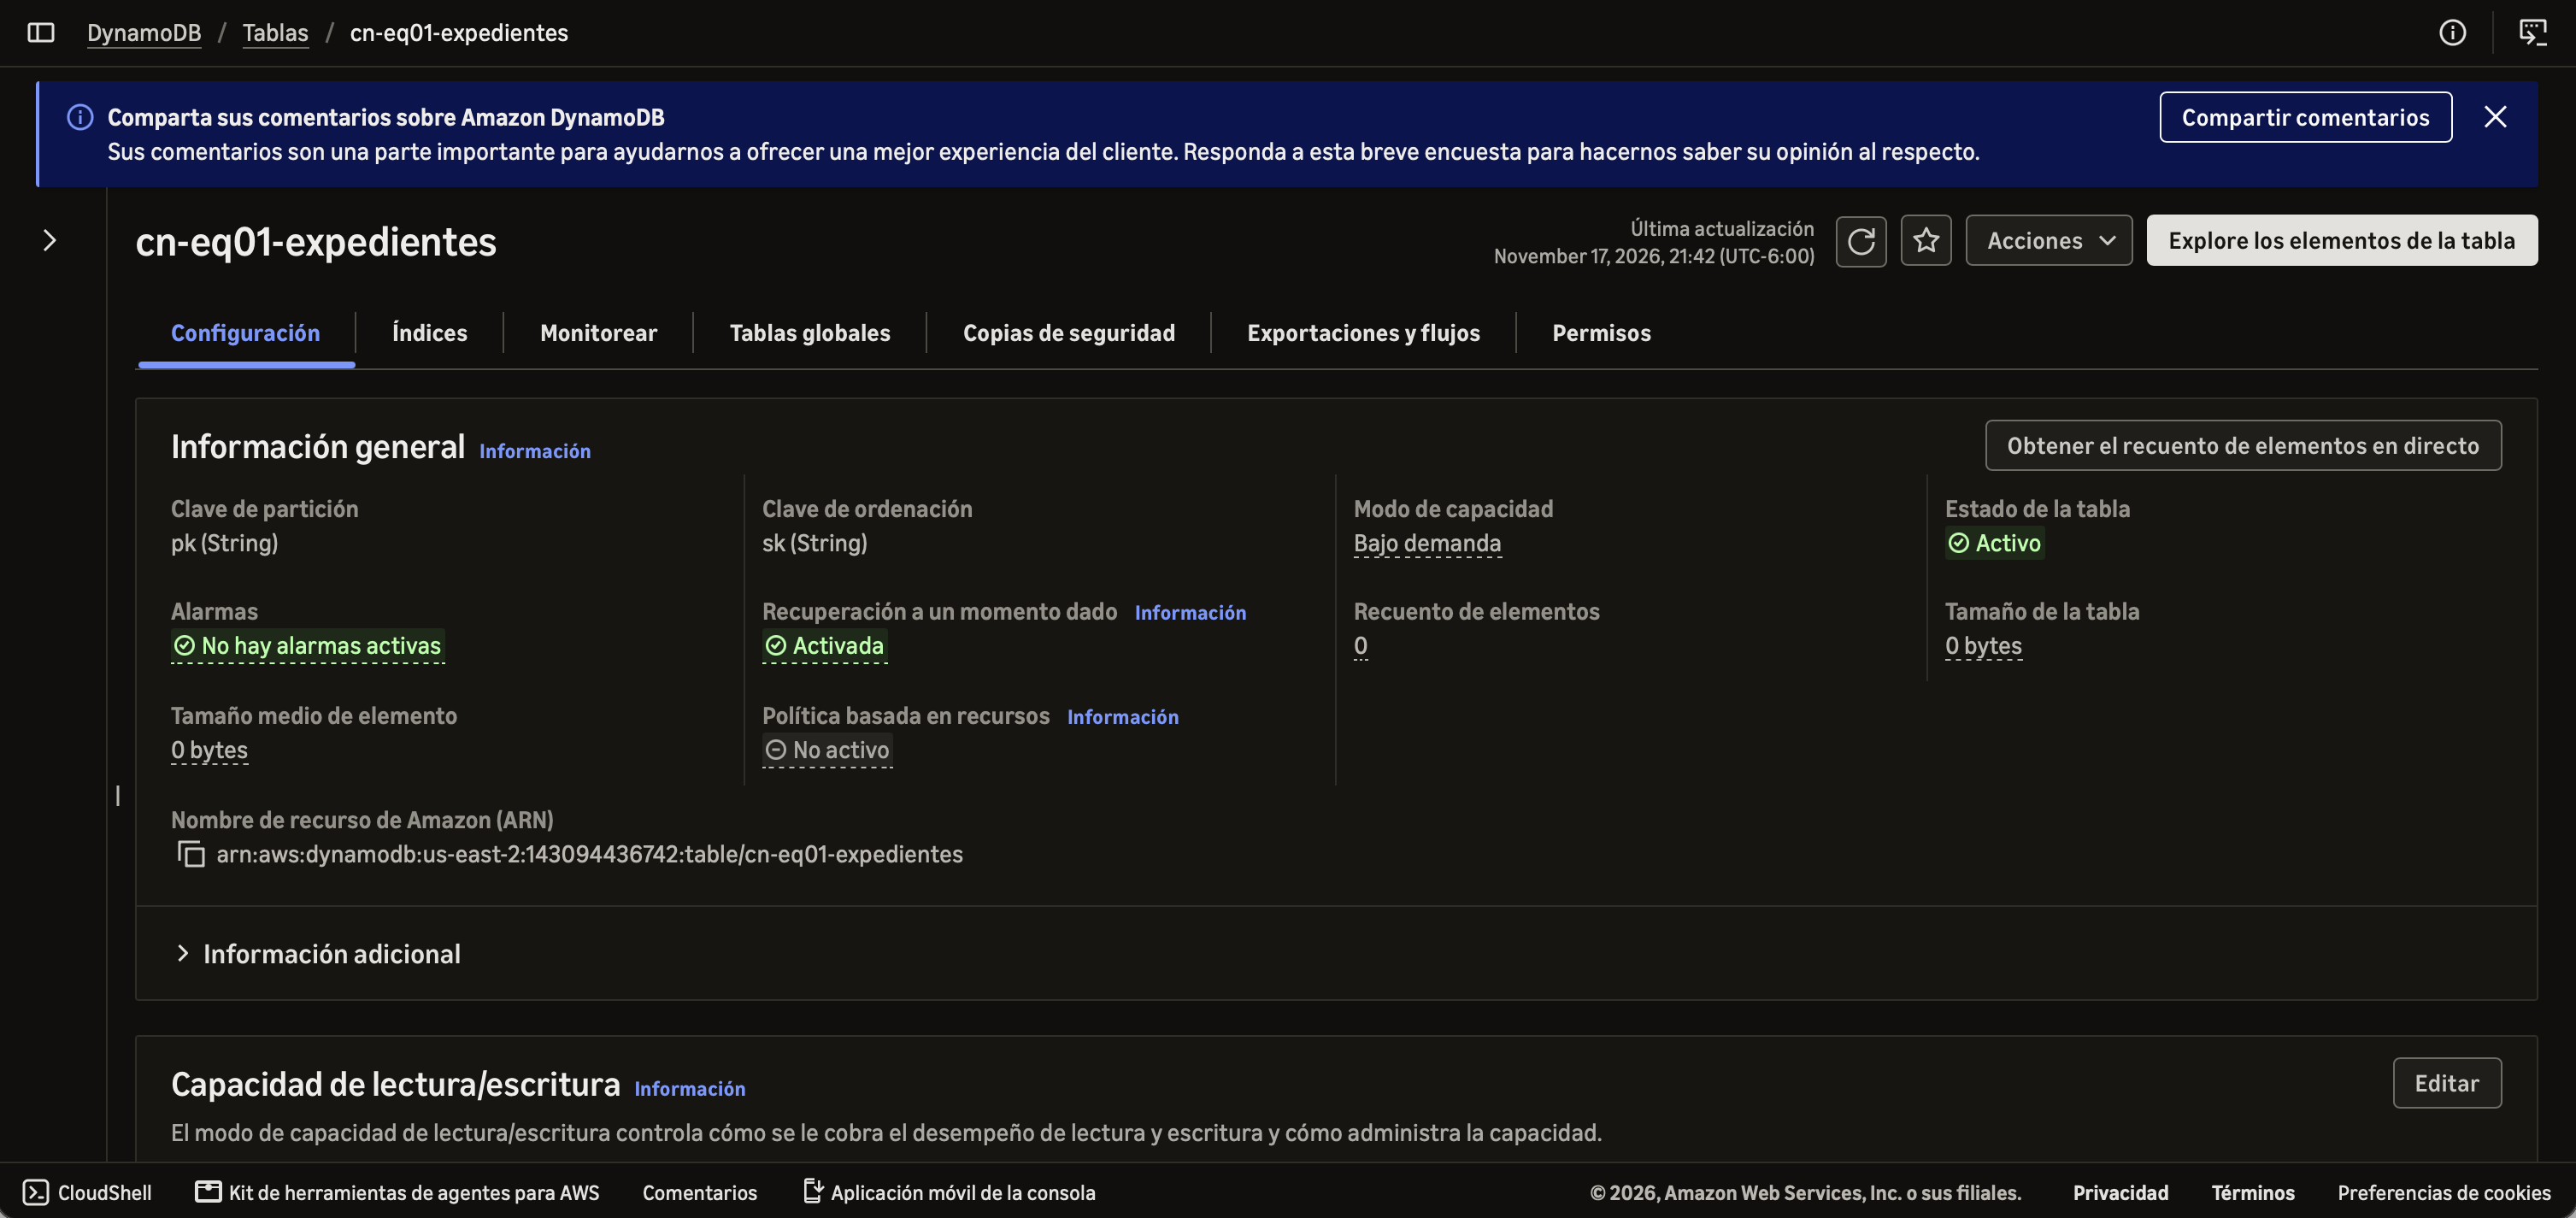 DynamoDB / Tablas / cn-eq01-expedientes
Comparta sus comentarios sobre Amazon DynamoDB
Sus comentarios son una parte importante para ayudarnos a ofrecer una mejor experiencia del cliente. Responda a esta breve encuesta para hacernos saber su opinión al respecto.
Compartir comentarios
cn-eq01-expedientes
Última actualización
November 17, 2026, 21:42 (UTC-6:00)
Acciones
Explore los elementos de la tabla
Configuración
Índices
Monitorear
Tablas globales
Copias de seguridad
Exportaciones y flujos
Permisos
Información general Información
Obtener el recuento de elementos en directo
Clave de partición
pk (String)
Clave de ordenación
sk (String)
Modo de capacidad
Bajo demanda
Estado de la tabla
Activo
Alarmas
No hay alarmas activas
Recuperación a un momento dado Información
Activada
Recuento de elementos
0
Tamaño de la tabla
0 bytes
Tamaño medio de elemento
0 bytes
Política basada en recursos Información
No activo
Nombre de recurso de Amazon (ARN)
arn:aws:dynamodb:us-east-2:143094436742:table/cn-eq01-expedientes
Información adicional
Capacidad de lectura/escritura Información
Editar
El modo de capacidad de lectura/escritura controla cómo se le cobra el desempeño de lectura y escritura y cómo administra la capacidad.
CloudShell
Kit de herramientas de agentes para AWS
Comentarios
Aplicación móvil de la consola
© 2026, Amazon Web Services, Inc. o sus filiales.
Privacidad
Términos
Preferencias de cookies